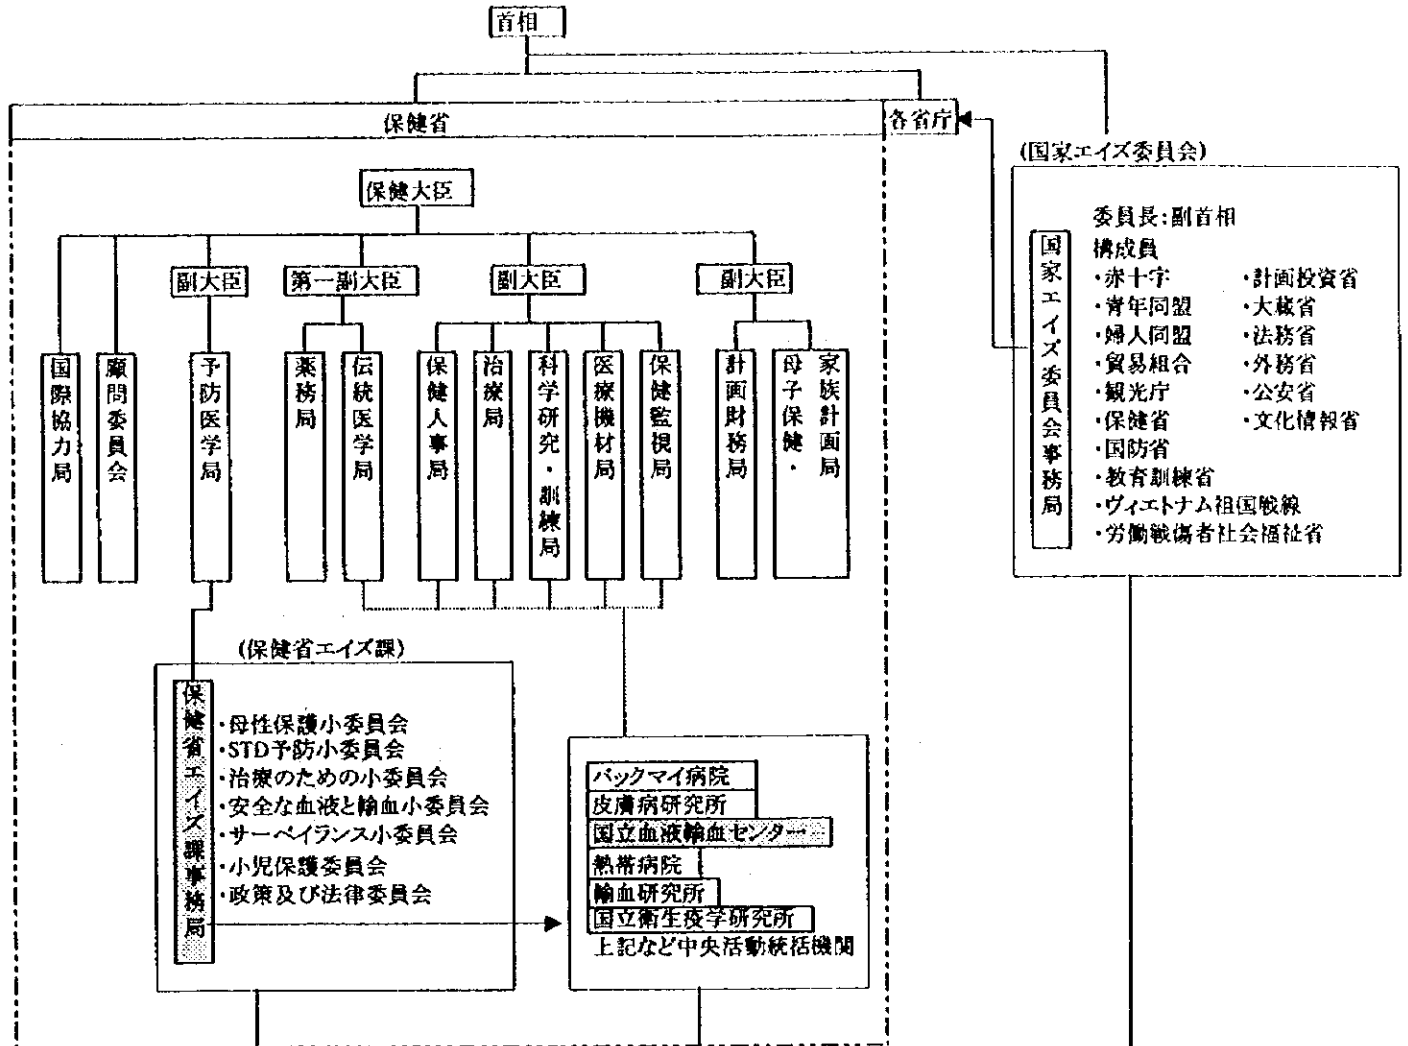 首相
保健省
各省庁
(国家エイズ委員会)
保健大臣
委員長:副首相
構成員
・赤十字 ・計画投資省
・青年同盟 ・大蔵省
・婦人同盟 ・法務省
・貿易組合 ・外務省
・観光庁 ・公安省
・保健省 ・文化情報省
・国防省
・教育訓練省
・ヴィエトナム祖国戦線
・労働戦傷者社会福祉省
国家エイズ委員会事務局
副大臣
第一副大臣
副大臣
副大臣
国際協力局
顧問委員会
予防医学局
薬務局
伝統医学局
保健人事局
治療局
科学研究・訓練局
医療機材局
保健監視局
計画財務局
母子保健・
家族計画局
(保健省エイズ課)
保健省エイズ課事務局
・母性保護小委員会
・STD予防小委員会
・治療のための小委員会
・安全な血液と輸血小委員会
・サーベイランス小委員会
・小児保護委員会
・政策及び法律委員会
バックマイ病院
皮膚病研究所
国立血液輸血センター
熱帯病院
輸血研究所
国立衛生疫学研究所
上記など中央活動統括機関